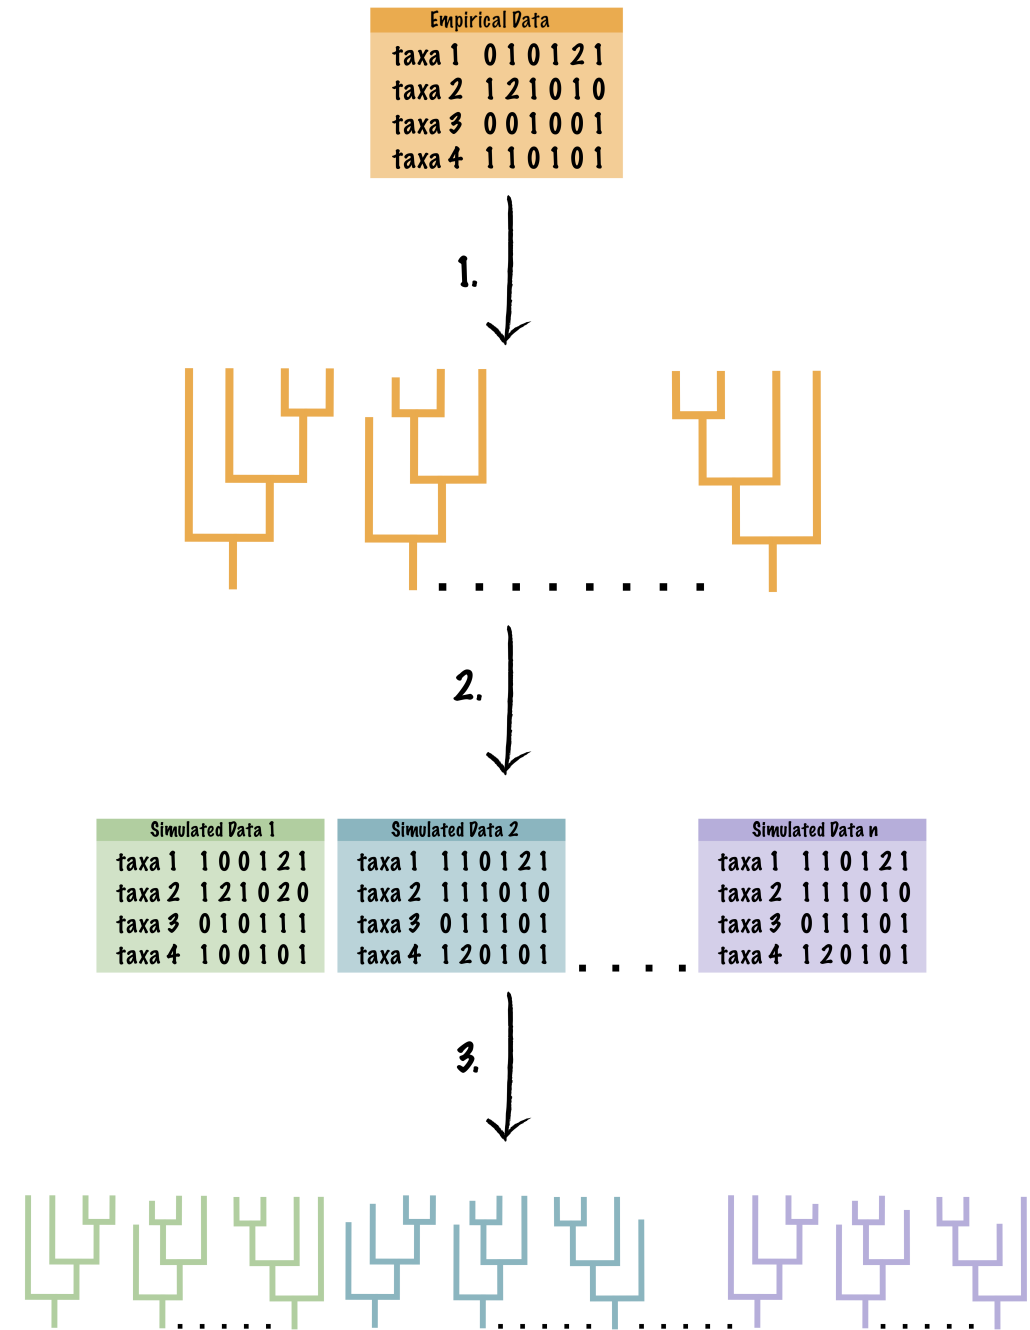 Empirical Data
taxa 1 0 1 0 1 2 1
taxa 2 1 2 1 0 1 0
taxa 3 0 0 1 0 0 1
taxa 4 1 1 0 1 0 1
1.
2.
Simulated Data 1
taxa 1 1 0 0 1 2 1
taxa 2 1 2 1 0 2 0
taxa 3 0 1 0 1 1 1
taxa 4 1 0 0 1 0 1
Simulated Data 2
taxa 1 1 1 0 1 2 1
taxa 2 1 1 1 0 1 0
taxa 3 0 1 1 1 0 1
taxa 4 1 2 0 1 0 1
Simulated Data n
taxa 1 1 1 0 1 2 1
taxa 2 1 1 1 0 1 0
taxa 3 0 1 1 1 0 1
taxa 4 1 2 0 1 0 1
3.